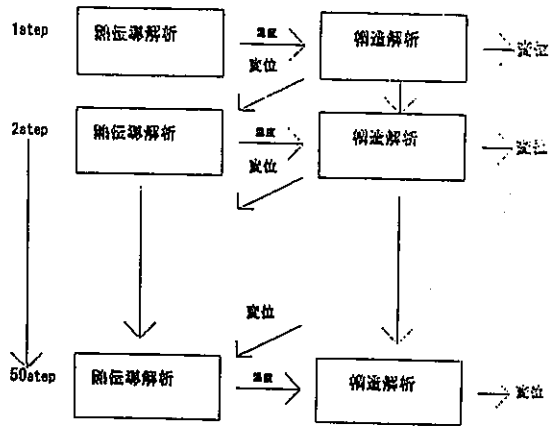 1step
熱伝導解析
温度
構造解析
変位
変位
2step
熱伝導解析
温度
構造解析
変位
変位
変位
50step
熱伝導解析
温度
構造解析
変位